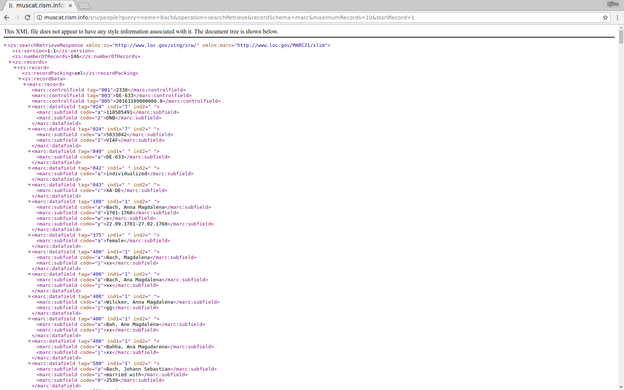 muscat.rism.info/
muscat.rism.info/sru/people?query=name=Bach&operation=searchRetrieve&recordSchema=marc&maximumRecords=10&startRecord=1
This XML file does not appear to have any style information associated with it. The document tree is shown below.
▼<zs:searchRetrieveResponse xmlns:zs="http://www.loc.gov/zing/srw/" xmlns:marc="http://www.loc.gov/MARC21/slim">
<zs:version>1.1</zs:version>
<zs:numberOfRecords>146</zs:numberOfRecords>
▼<zs:records>
▼<zs:record>
<zs:recordPacking>xml</zs:recordPacking>
▼<zs:recordData>
▼<marc:record>
<marc:controlfield tag="001">2338</marc:controlfield>
<marc:controlfield tag="003">DE-633</marc:controlfield>
<marc:controlfield tag="005">20161109000000.0</marc:controlfield>
▼<marc:datafield tag="024" ind1="7" ind2=" ">
<marc:subfield code="a">118505491</marc:subfield>
<marc:subfield code="2">DNB</marc:subfield>
</marc:datafield>
▼<marc:datafield tag="024" ind1="7" ind2=" ">
<marc:subfield code="a">5033042</marc:subfield>
<marc:subfield code="2">VIAF</marc:subfield>
</marc:datafield>
▼<marc:datafield tag="040" ind1=" " ind2=" ">
<marc:subfield code="a">DE-633</marc:subfield>
</marc:datafield>
▼<marc:datafield tag="042" ind1=" " ind2=" ">
<marc:subfield code="a">individualized</marc:subfield>
</marc:datafield>
▼<marc:datafield tag="043" ind1=" " ind2=" ">
<marc:subfield code="c">XA-DE</marc:subfield>
</marc:datafield>
▼<marc:datafield tag="100" ind1="1" ind2=" ">
<marc:subfield code="a">Bach, Anna Magdalena</marc:subfield>
<marc:subfield code="d">1701-1760</marc:subfield>
<marc:subfield code="w">x</marc:subfield>
<marc:subfield code="y">22.09.1701-27.02.1760</marc:subfield>
</marc:datafield>
▼<marc:datafield tag="375" ind1=" " ind2=" ">
<marc:subfield code="a">female</marc:subfield>
</marc:datafield>
▼<marc:datafield tag="400" ind1="1" ind2=" ">
<marc:subfield code="a">Bach, Magdalena</marc:subfield>
<marc:subfield code="j">xx</marc:subfield>
</marc:datafield>
▼<marc:datafield tag="400" ind1="1" ind2=" ">
<marc:subfield code="a">Bach, Ana Magdalena</marc:subfield>
<marc:subfield code="j">xx</marc:subfield>
</marc:datafield>
▼<marc:datafield tag="400" ind1="1" ind2=" ">
<marc:subfield code="a">Wilcken, Anna Magdalena</marc:subfield>
<marc:subfield code="j">gg</marc:subfield>
</marc:datafield>
▼<marc:datafield tag="400" ind1="1" ind2=" ">
<marc:subfield code="a">Bah, Ane Magdalena</marc:subfield>
<marc:subfield code="j">xx</marc:subfield>
</marc:datafield>
▼<marc:datafield tag="400" ind1="1" ind2=" ">
<marc:subfield code="a">Bahha, Ana Magudarena</marc:subfield>
<marc:subfield code="j">xx</marc:subfield>
</marc:datafield>
▼<marc:datafield tag="500" ind1="1" ind2=" ">
<marc:subfield code="a">Bach, Johann Sebastian</marc:subfield>
<marc:subfield code="i">married with</marc:subfield>
<marc:subfield code="0">2539</marc:subfield>
</marc:datafield>